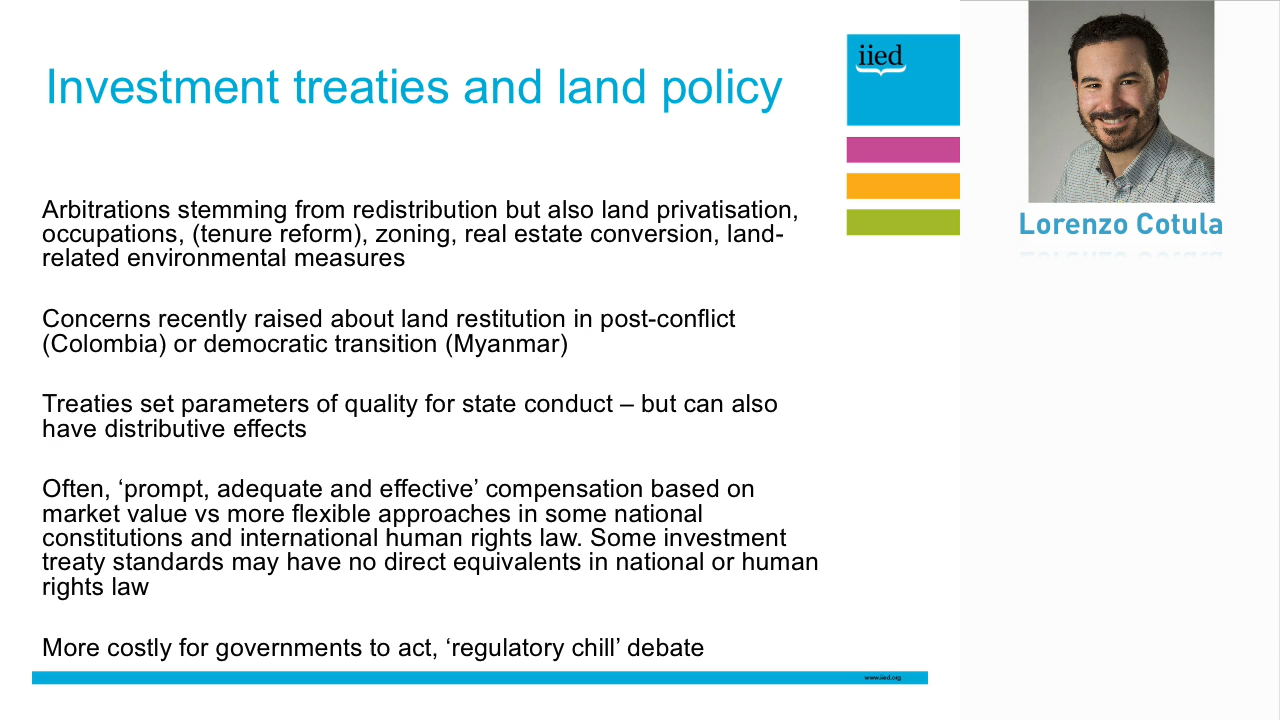 Investment treaties and land policy
iied
Lorenzo Cotula
Arbitrations stemming from redistribution but also land privatisation,
occupations, (tenure reform), zoning, real estate conversion, land-
related environmental measures
Concerns recently raised about land restitution in post-conflict
(Colombia) or democratic transition (Myanmar)
Treaties set parameters of quality for state conduct – but can also
have distributive effects
Often, ‘prompt, adequate and effective’ compensation based on
market value vs more flexible approaches in some national
constitutions and international human rights law. Some investment
treaty standards may have no direct equivalents in national or human
rights law
More costly for governments to act, ‘regulatory chill’ debate
www.iied.org